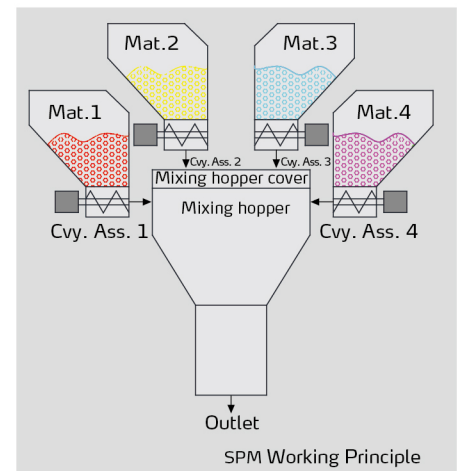 Mat.2
Mat.3
Mat.1
Mat.4
Cvy. Ass. 2
Cvy. Ass. 3
Mixing hopper cover
Mixing hopper
Cvy. Ass. 1
Cvy. Ass. 4
Outlet
SPM Working Principle